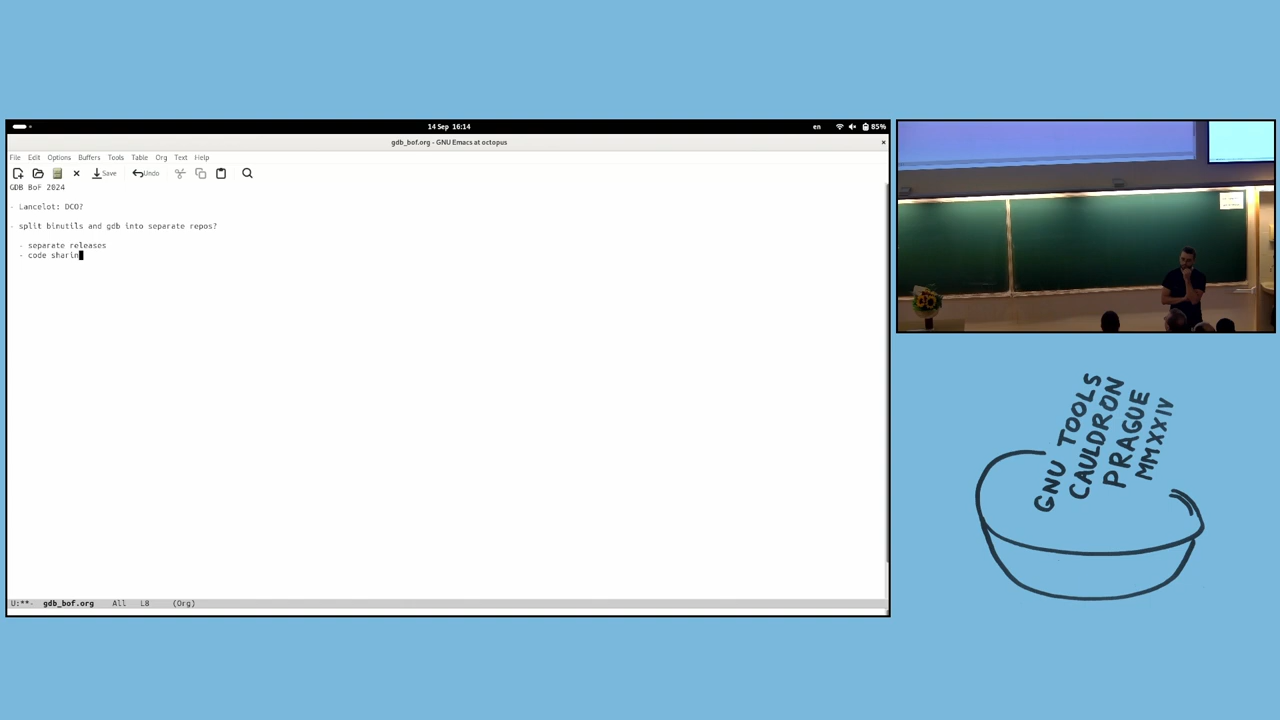 14 Sep 16:14
en
85%
gdb_bof.org - GNU Emacs at octopus
×
File Edit Options Buffers Tools Table Org Text Help
Save
Undo
GDB BoF 2024
- Lancelot: DCO?
- split binutils and gdb into separate repos?
- separate releases
- code sharin
U:**- gdb_bof.org All L8 (Org)
GNU TOOLS
CAULDRON
PRAGUE
MMXXIV